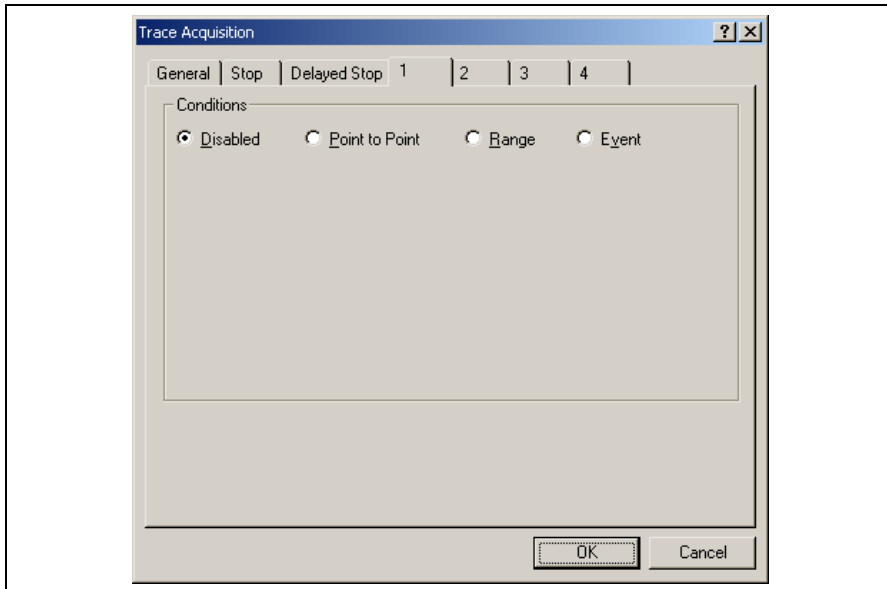 Trace Acquisition
General Stop Delayed Stop 1 2 3 4
Conditions
Disabled Point to Point Range Event
OK Cancel